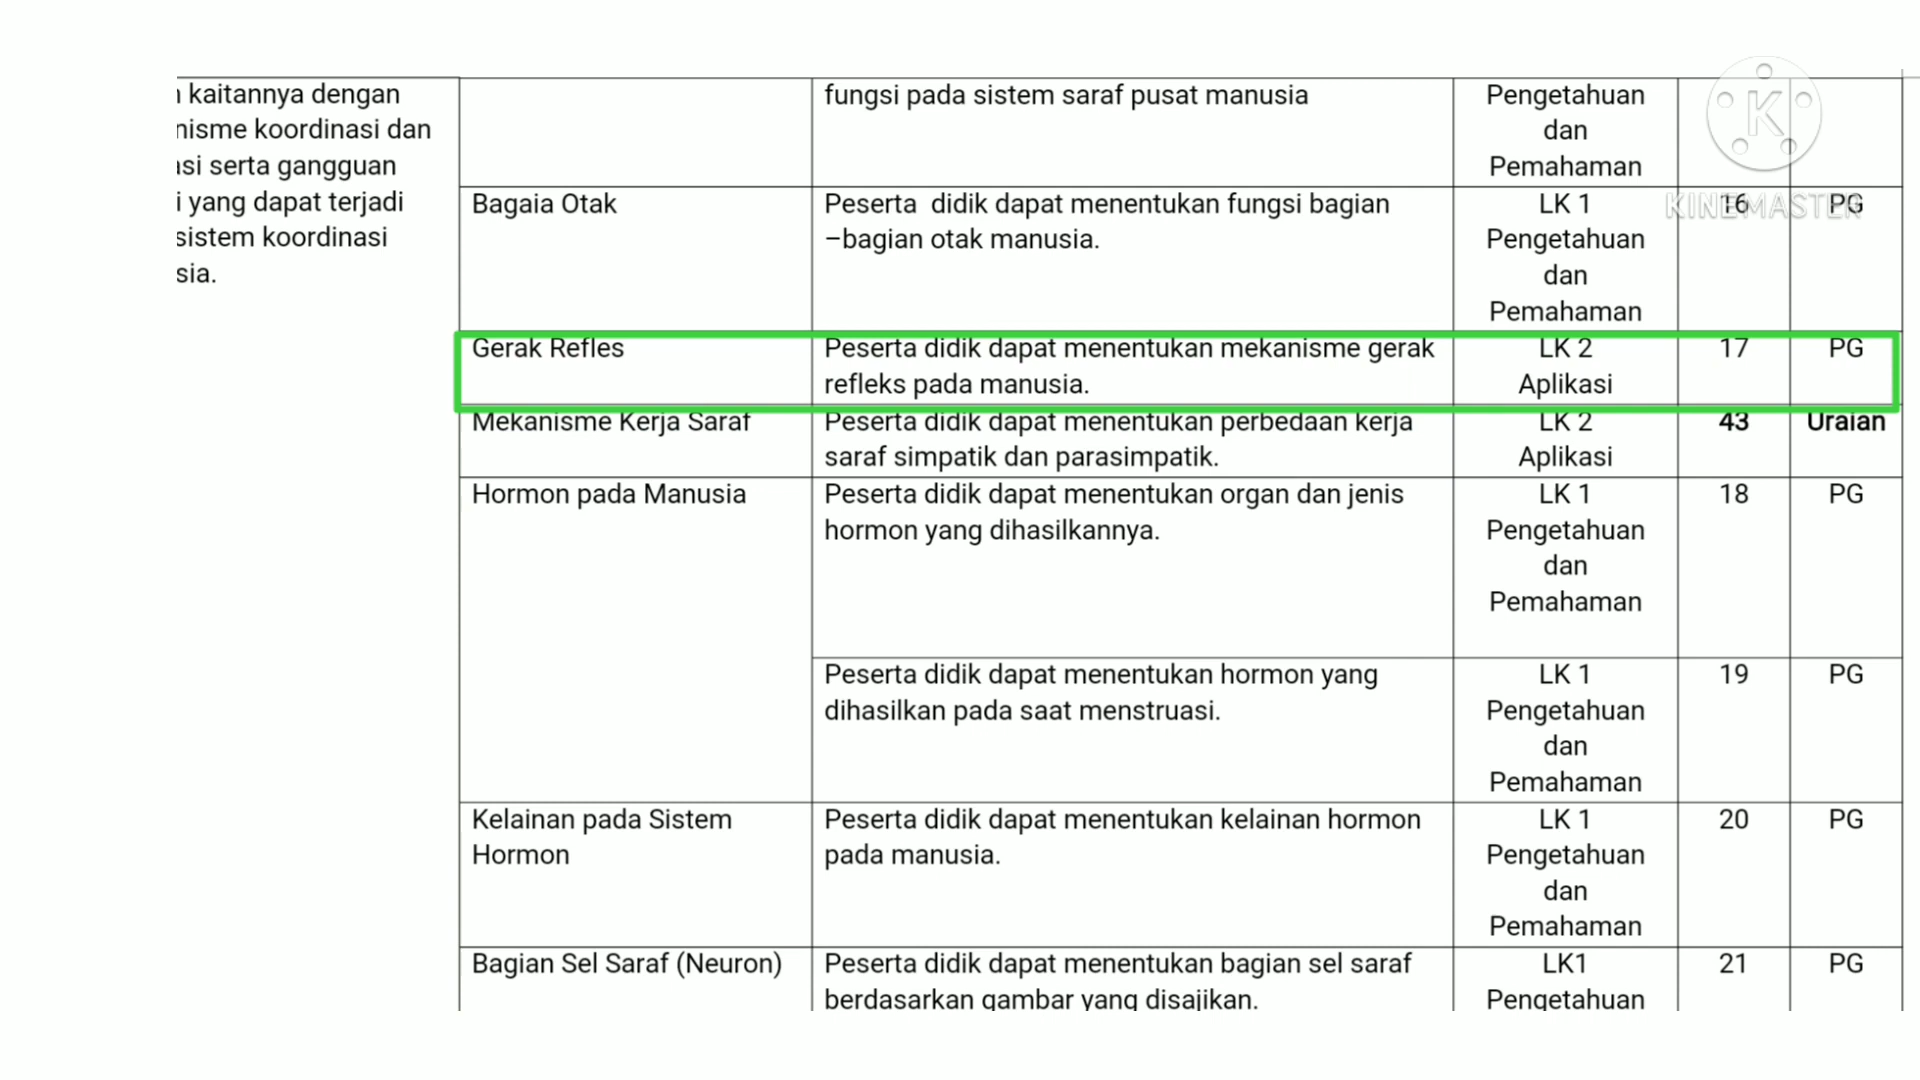 kaitannya dengan
nisme koordinasi dan
si serta gangguan
i yang dapat terjadi
sistem koordinasi
sia.
fungsi pada sistem saraf pusat manusia
Pengetahuan
dan
Pemahaman
Bagaia Otak
Peserta  didik dapat menentukan fungsi bagian
–bagian otak manusia.
LK 1
Pengetahuan
dan
Pemahaman
16
PG
Gerak Refles
Peserta didik dapat menentukan mekanisme gerak
refleks pada manusia.
LK 2
Aplikasi
17
PG
Mekanisme Kerja Saraf
Peserta didik dapat menentukan perbedaan kerja
saraf simpatik dan parasimpatik.
LK 2
Aplikasi
43
Uraian
Hormon pada Manusia
Peserta didik dapat menentukan organ dan jenis
hormon yang dihasilkannya.
LK 1
Pengetahuan
dan
Pemahaman
18
PG
Peserta didik dapat menentukan hormon yang
dihasilkan pada saat menstruasi.
LK 1
Pengetahuan
dan
Pemahaman
19
PG
Kelainan pada Sistem
Hormon
Peserta didik dapat menentukan kelainan hormon
pada manusia.
LK 1
Pengetahuan
dan
Pemahaman
20
PG
Bagian Sel Saraf (Neuron)
Peserta didik dapat menentukan bagian sel saraf
berdasarkan gambar yang disajikan.
LK1
Pengetahuan
21
PG
K
KINEMASTER